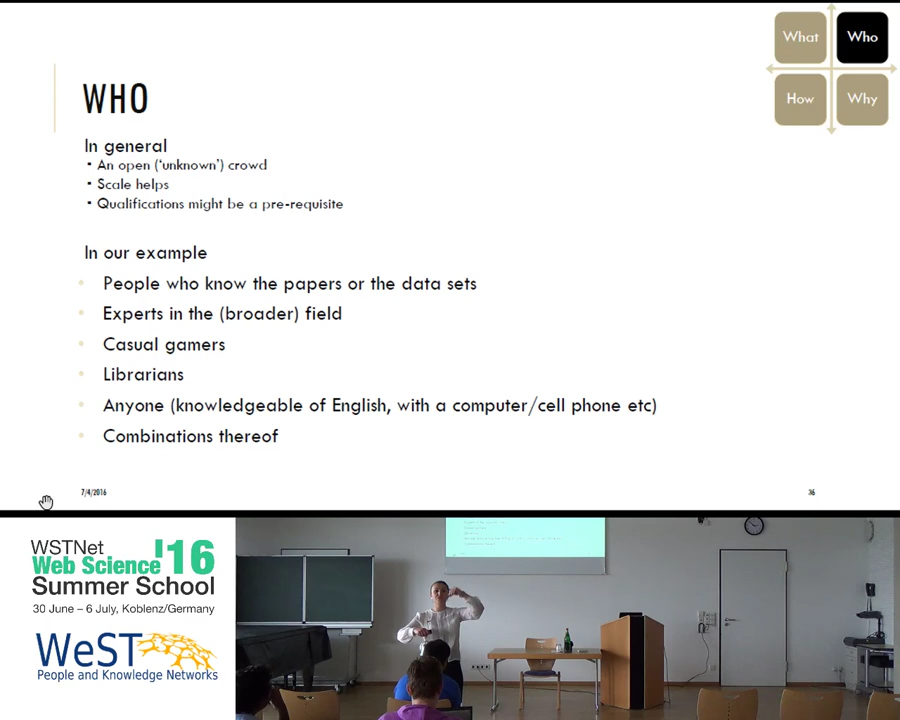 What
Who
How
Why
WHO
In general
• An open (‘unknown’) crowd
• Scale helps
• Qualifications might be a pre-requisite
In our example
• People who know the papers or the data sets
• Experts in the (broader) field
• Casual gamers
• Librarians
• Anyone (knowledgeable of English, with a computer/cell phone etc)
• Combinations thereof
7/4/2016
36
WSTNet
Web Science '16
Summer School
30 June – 6 July, Koblenz/Germany
WeST
People and Knowledge Networks